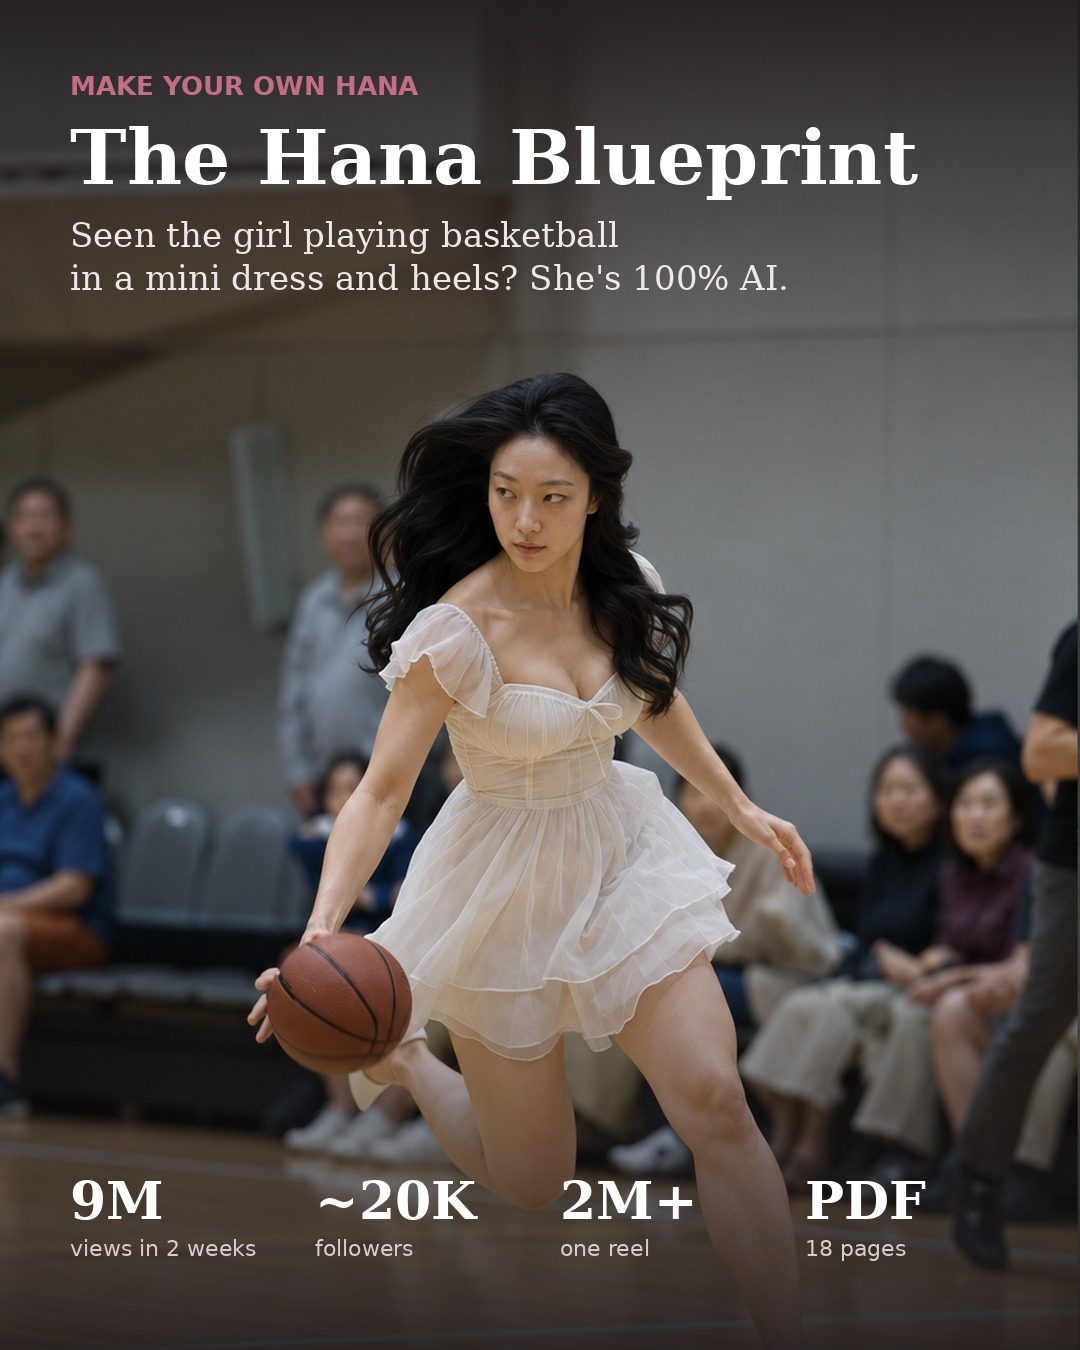 MAKE YOUR OWN HANA
The Hana Blueprint
Seen the girl playing basketball
in a mini dress and heels? She's 100% AI.
9M
views in 2 weeks
~20K
followers
2M+
one reel
PDF
18 pages